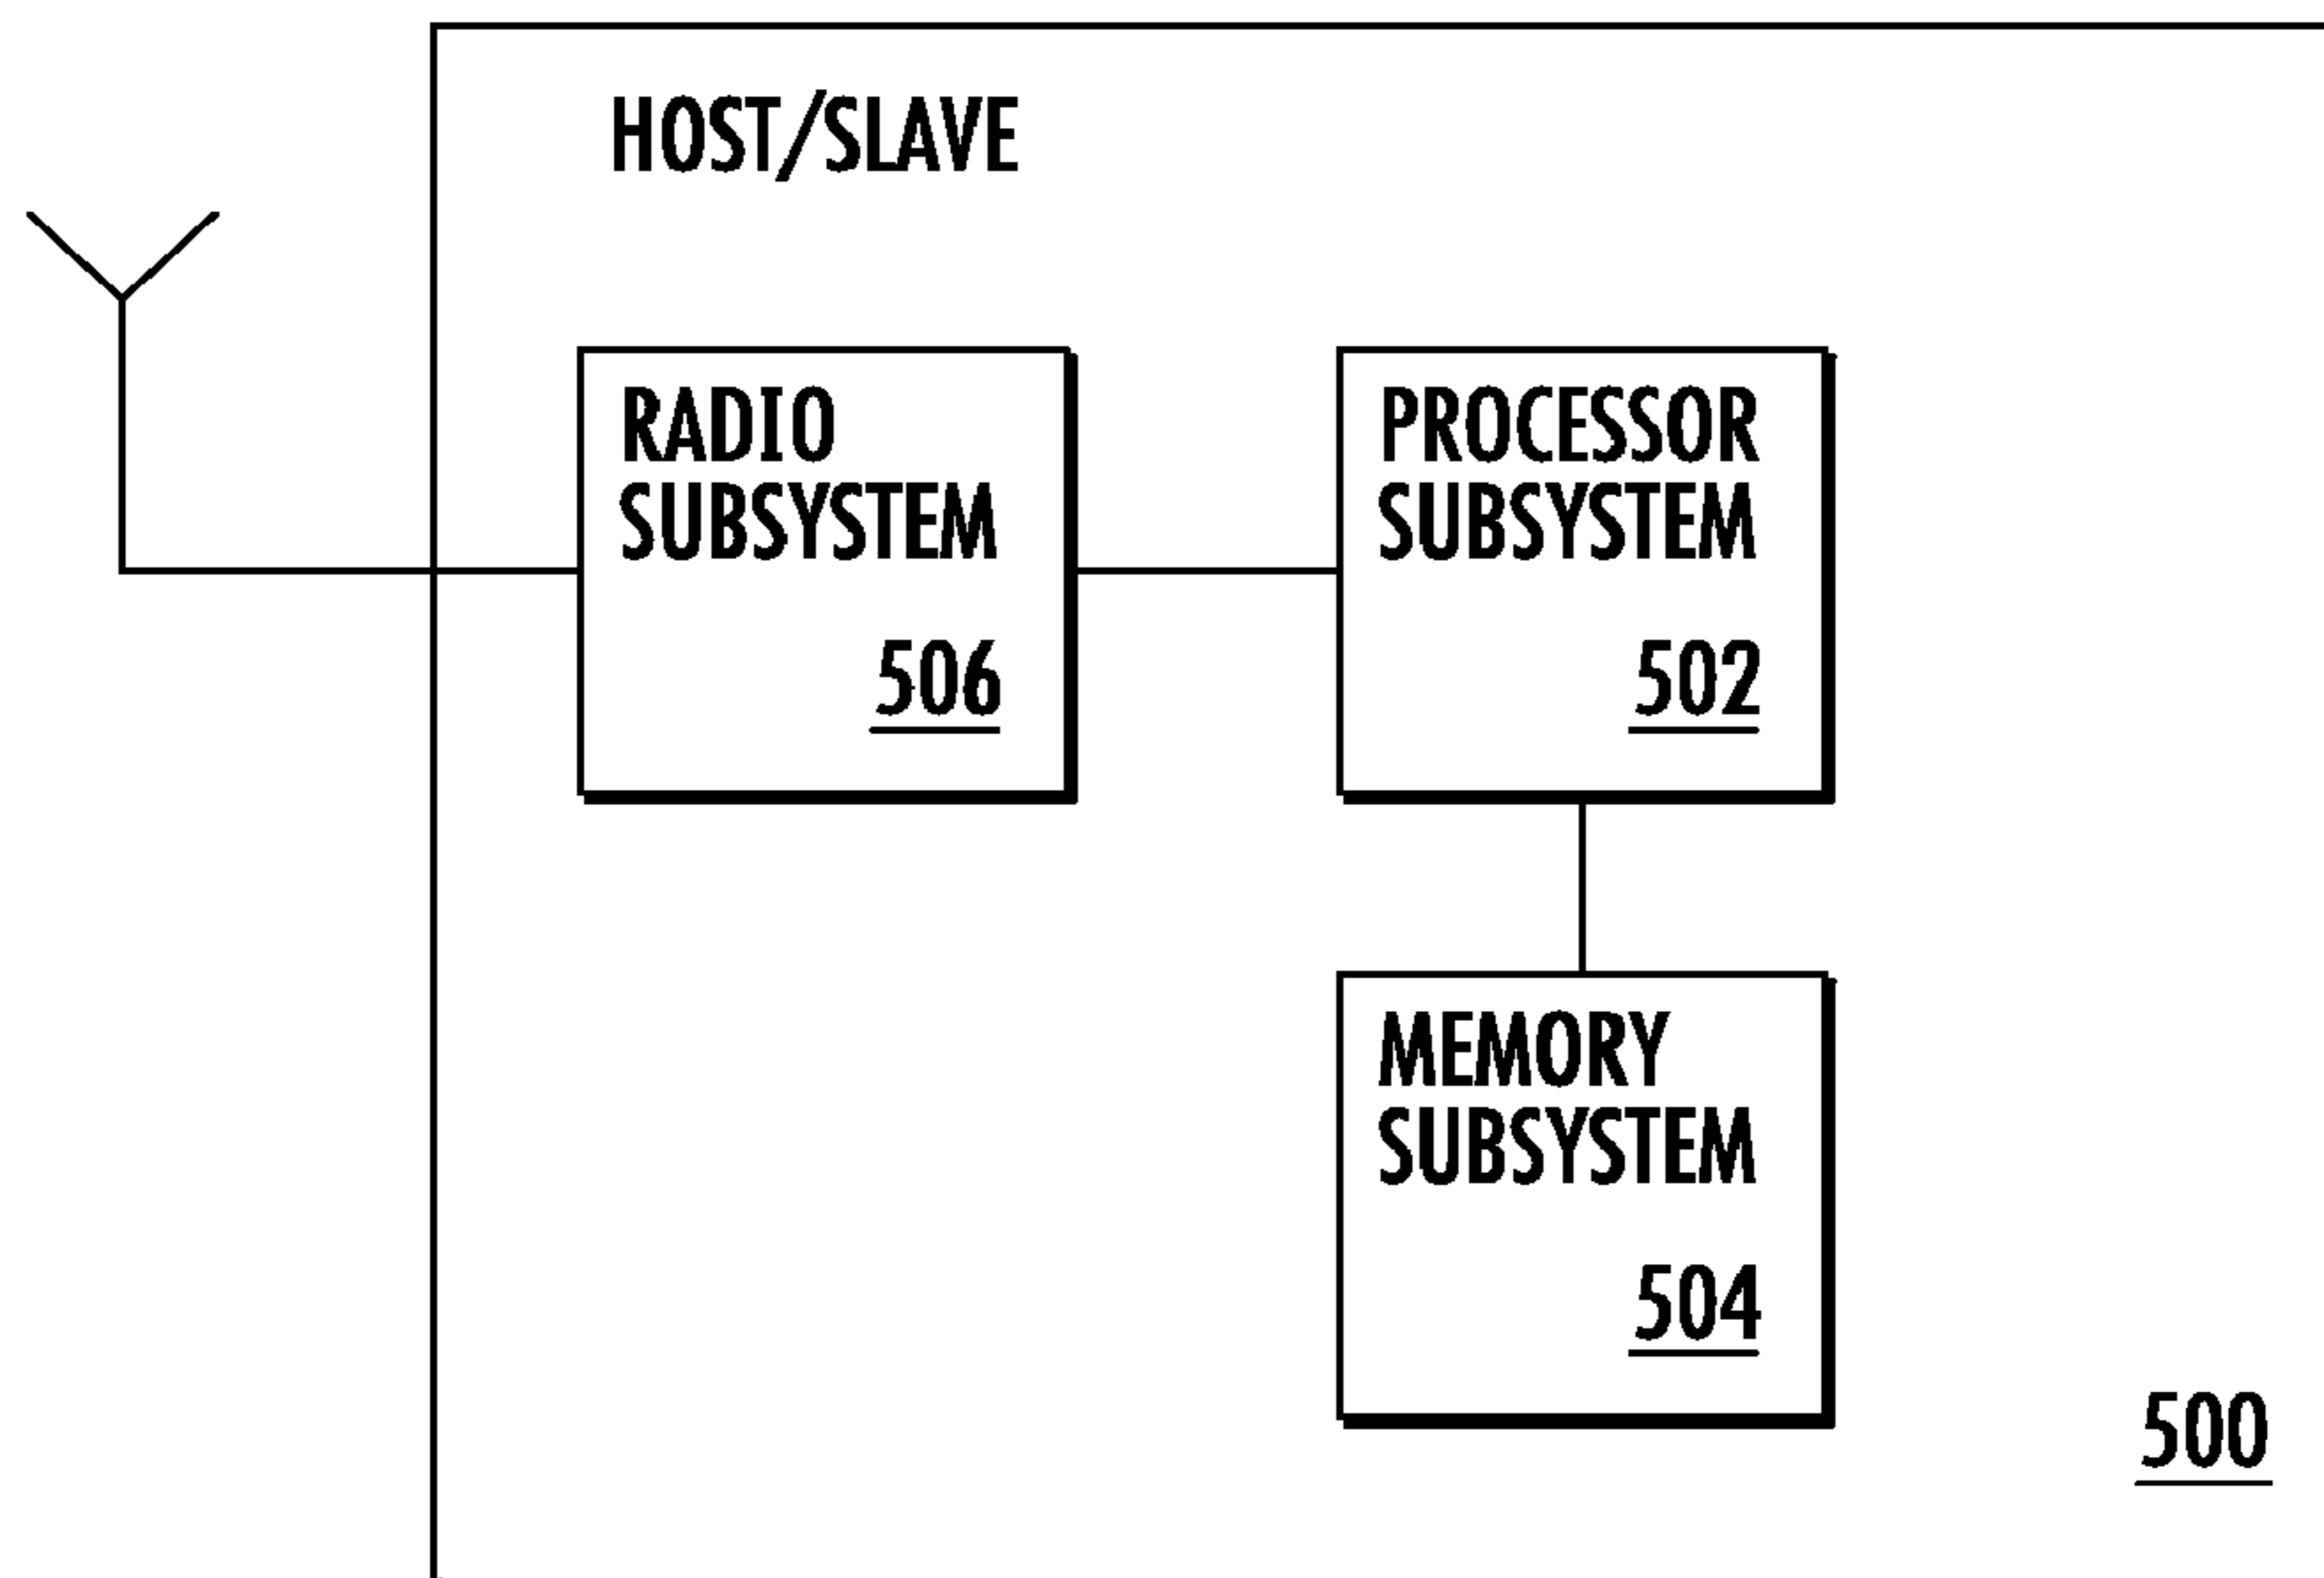 HOST/SLAVE
RADIO
SUBSYSTEM
506
PROCESSOR
SUBSYSTEM
502
MEMORY
SUBSYSTEM
504
500